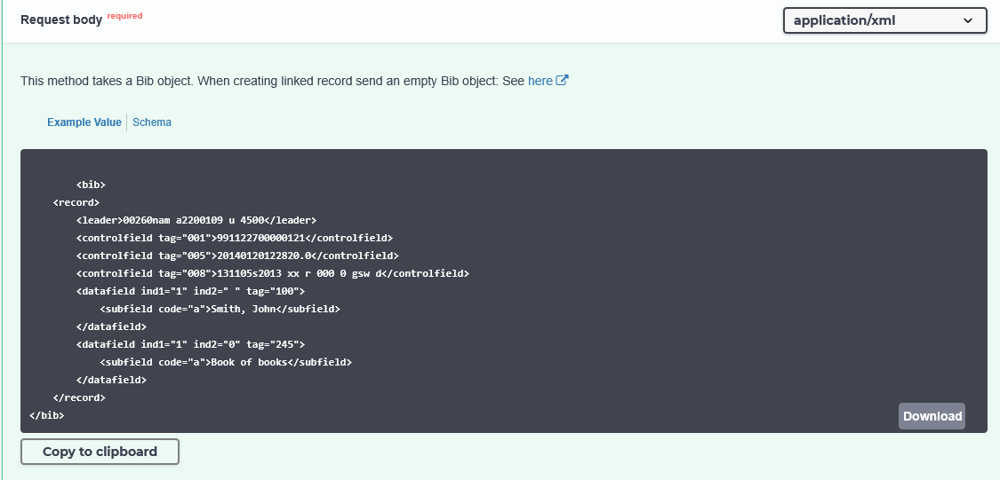 Request body required
application/xml
This method takes a Bib object. When creating linked record send an empty Bib object: See here
Example Value Schema
<bib>
<record>
<leader>00260nam a2200109 u 4500</leader>
<controlfield tag="001">991122700000121</controlfield>
<controlfield tag="005">20140120122820.0</controlfield>
<controlfield tag="008">131105s2013 xx r 000 0 gsw d</controlfield>
<datafield ind1="1" ind2=" " tag="100">
<subfield code="a">Smith, John</subfield>
</datafield>
<datafield ind1="1" ind2="0" tag="245">
<subfield code="a">Book of books</subfield>
</datafield>
</record>
</bib>
Download
Copy to clipboard